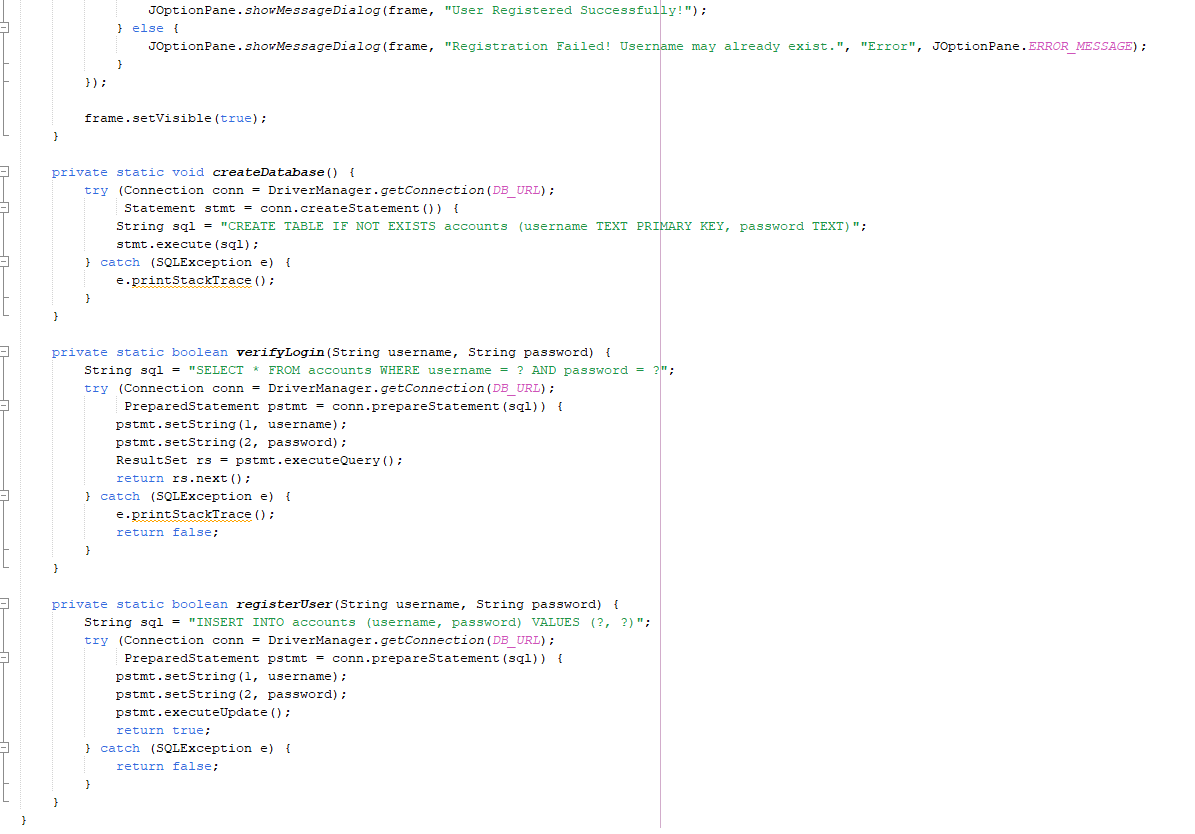 JOptionPane.showMessageDialog(frame, "User Registered Successfully!");
} else {
JOptionPane.showMessageDialog(frame, "Registration Failed! Username may already exist.", "Error", JOptionPane.ERROR_MESSAGE);
}
});
frame.setVisible(true);
}
private static void createDatabase() {
try (Connection conn = DriverManager.getConnection(DB_URL);
Statement stmt = conn.createStatement()) {
String sql = "CREATE TABLE IF NOT EXISTS accounts (username TEXT PRIMARY KEY, password TEXT)";
stmt.execute(sql);
} catch (SQLException e) {
e.printStackTrace();
}
}
private static boolean verifyLogin(String username, String password) {
String sql = "SELECT * FROM accounts WHERE username = ? AND password = ?";
try (Connection conn = DriverManager.getConnection(DB_URL);
PreparedStatement pstmt = conn.prepareStatement(sql)) {
pstmt.setString(1, username);
pstmt.setString(2, password);
ResultSet rs = pstmt.executeQuery();
return rs.next();
} catch (SQLException e) {
e.printStackTrace();
return false;
}
}
private static boolean registerUser(String username, String password) {
String sql = "INSERT INTO accounts (username, password) VALUES (?, ?)";
try (Connection conn = DriverManager.getConnection(DB_URL);
PreparedStatement pstmt = conn.prepareStatement(sql)) {
pstmt.setString(1, username);
pstmt.setString(2, password);
pstmt.executeUpdate();
return true;
} catch (SQLException e) {
return false;
}
}
}